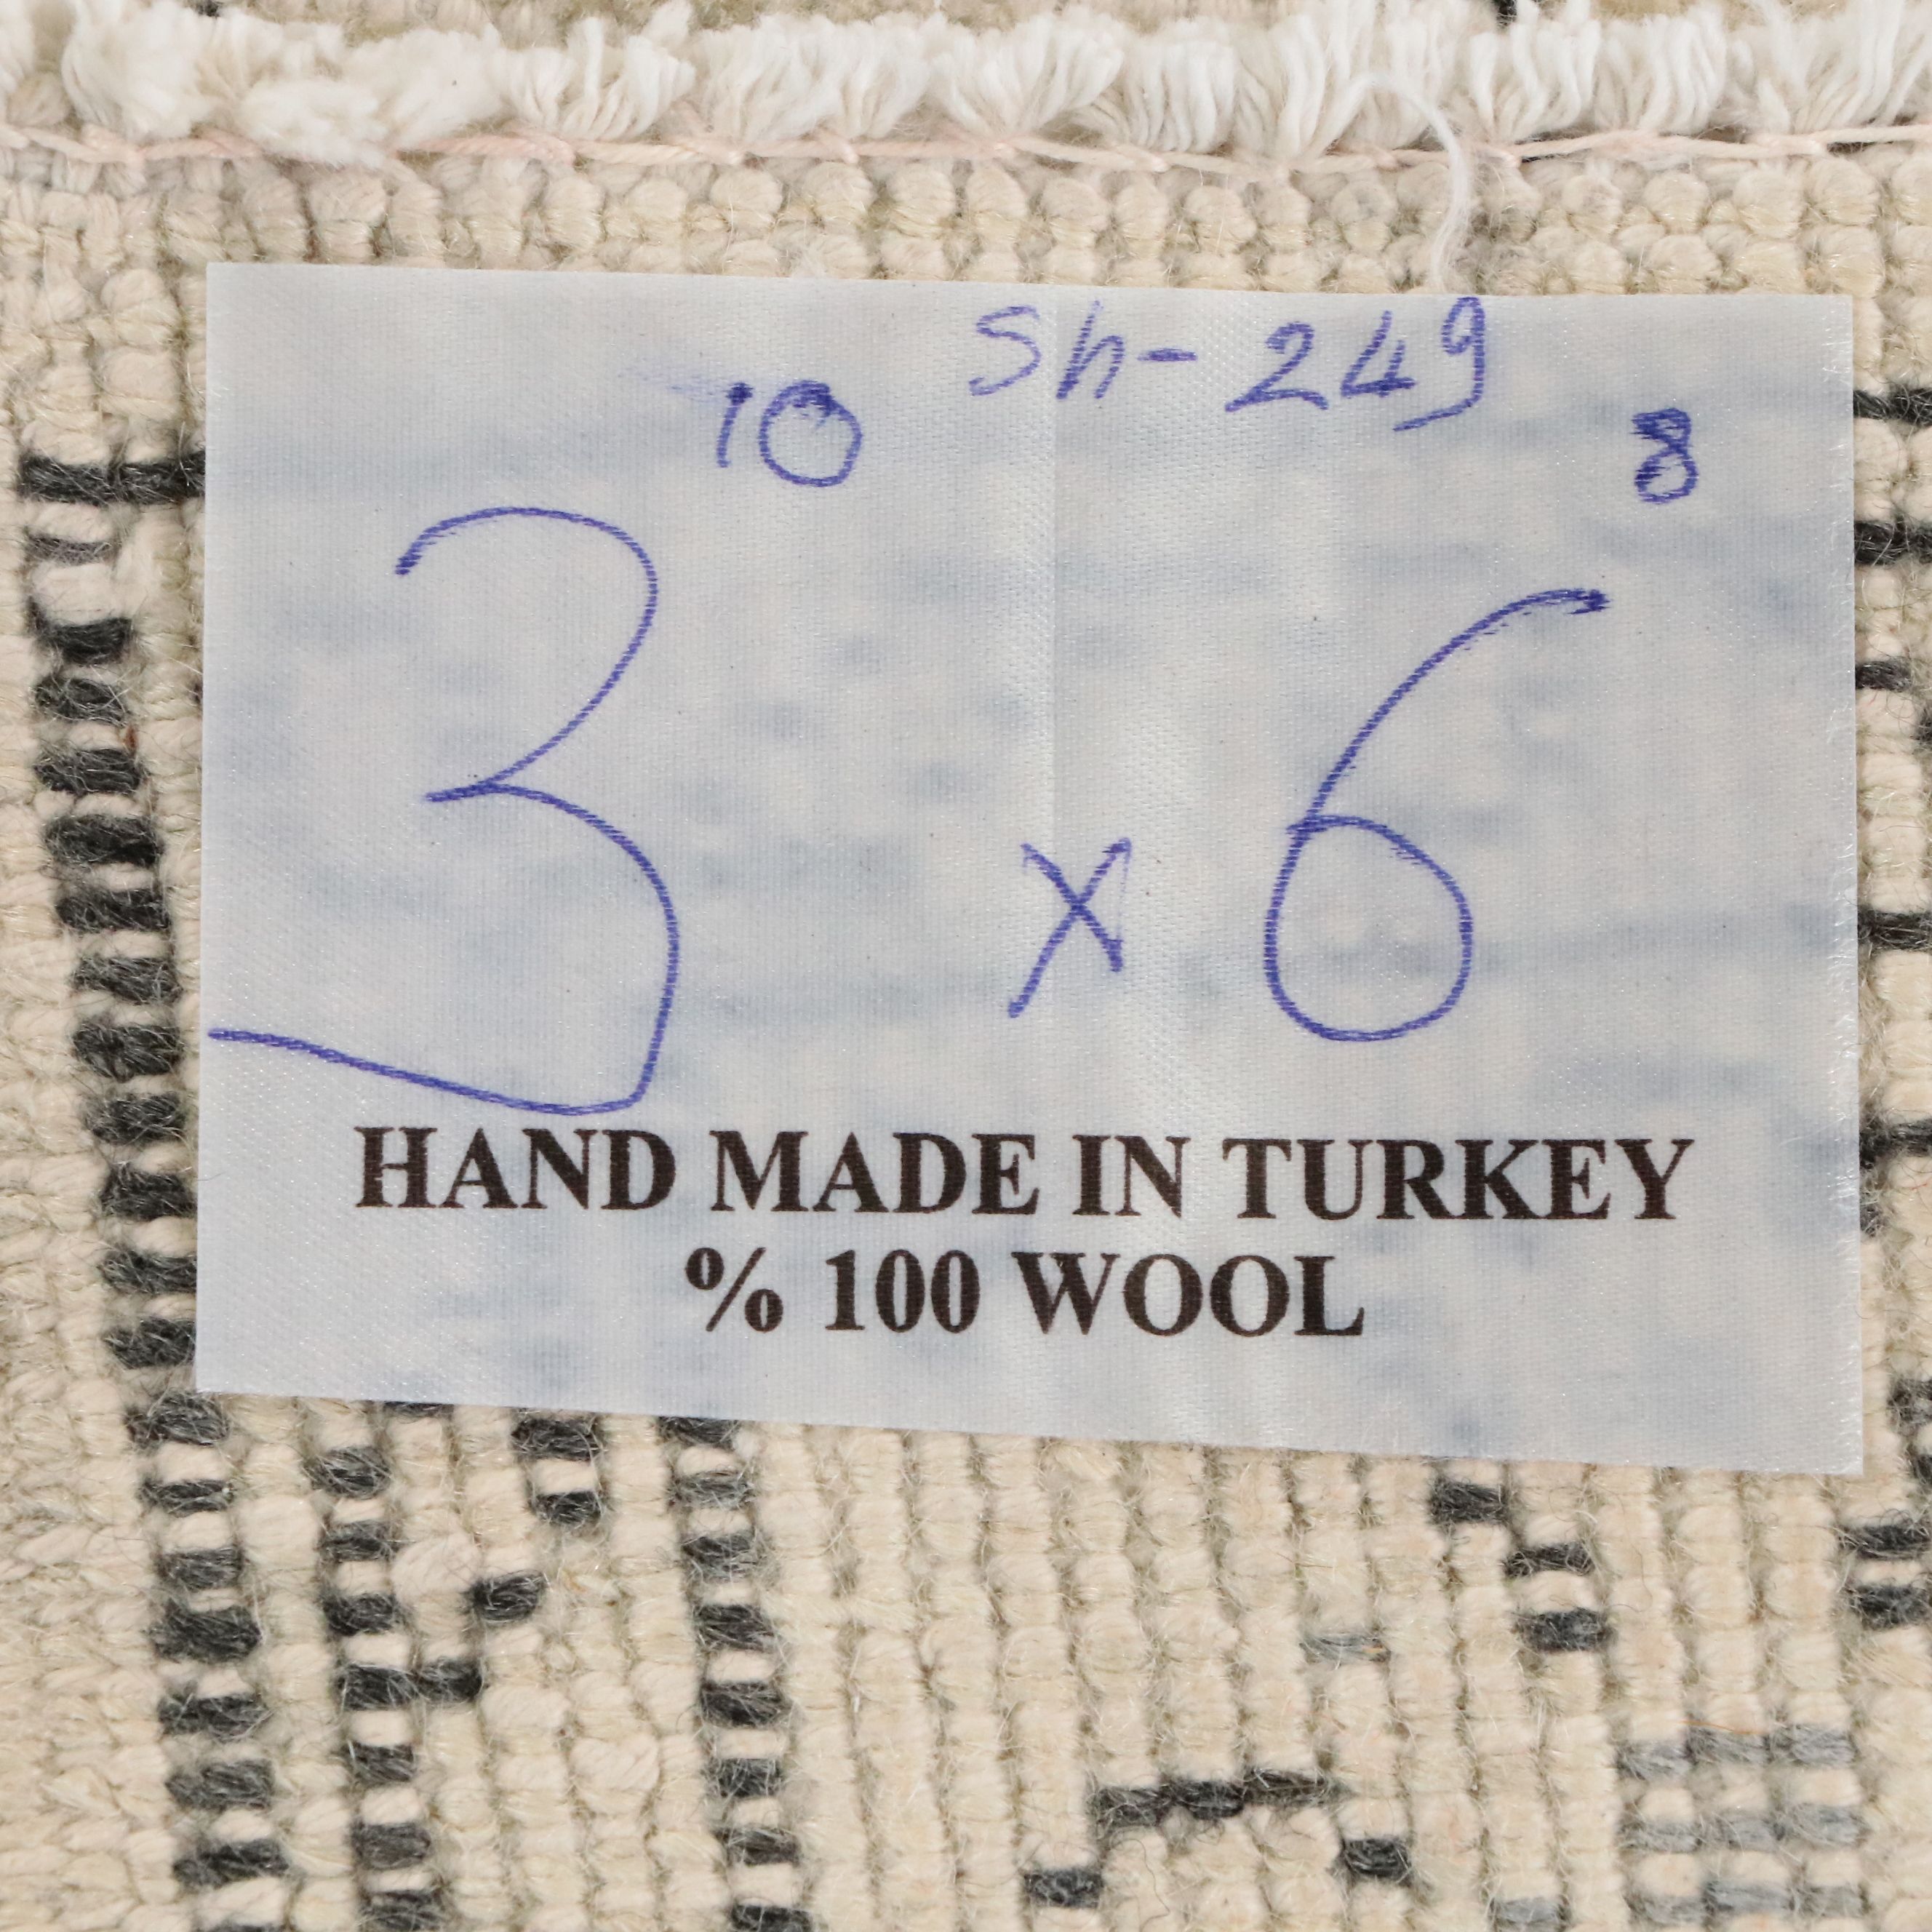 Sh-249
3 10 x 6 8
HAND MADE IN TURKEY
% 100 WOOL